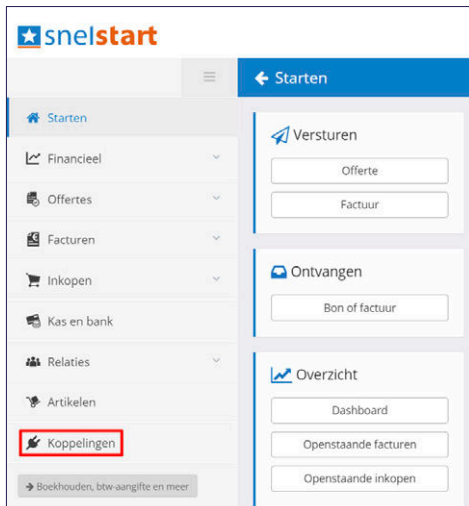 snelstart
Starten
Financieel
Offertes
Facturen
Inkopen
Kas en bank
Relaties
Artikelen
Koppelingen
Boekhouden, btw-aangifte en meer
Starten
Versturen
Offerte
Factuur
Ontvangen
Bon of factuur
Overzicht
Dashboard
Openstaande facturen
Openstaande inkopen